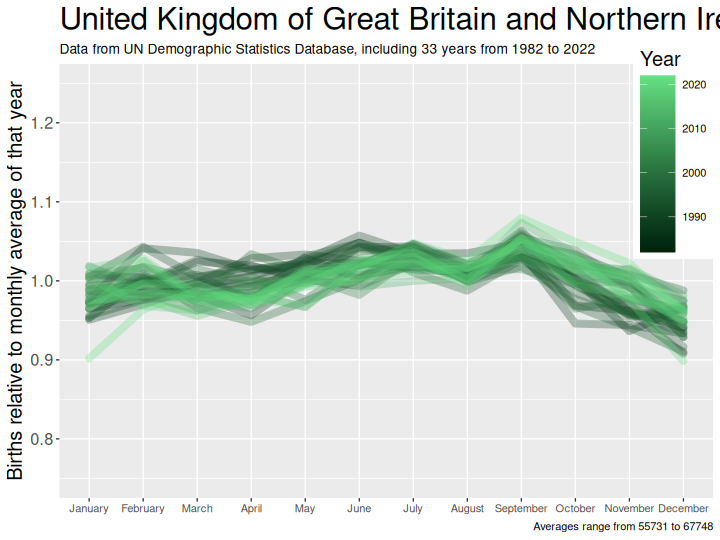 United Kingdom of Great Britain and Northern Ire
Data from UN Demographic Statistics Database, including 33 years from 1982 to 2022
Year
2020
2010
2000
1990
Births relative to monthly average of that year
1.2
1.1
1.0
0.9
0.8
January February March April May June July August September October November December
Averages range from 55731 to 67748